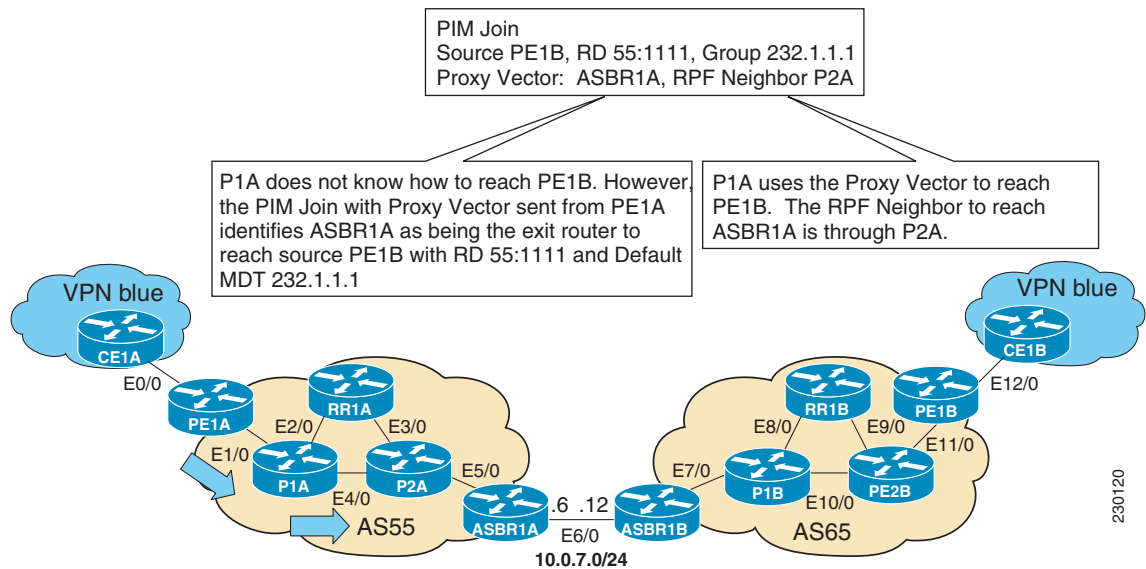 PIM Join
Source PE1B, RD 55:1111, Group 232.1.1.1
Proxy Vector: ASBR1A, RPF Neighbor P2A
P1A does not know how to reach PE1B. However,
the PIM Join with Proxy Vector sent from PE1A
identifies ASBR1A as being the exit router to
reach source PE1B with RD 55:1111 and Default
MDT 232.1.1.1
P1A uses the Proxy Vector to reach
PE1B. The RPF Neighbor to reach
ASBR1A is through P2A.
VPN blue
CE1A
E0/0
PE1A
E1/0
RR1A
E2/0
E3/0
P1A
P2A
E4/0
E5/0
AS55
ASBR1A
.6 .12
E6/0
10.0.7.0/24
ASBR1B
E7/0
P1B
E8/0
RR1B
E9/0
E10/0
PE2B
E11/0
PE1B
AS65
E12/0
VPN blue
CE1B
230120